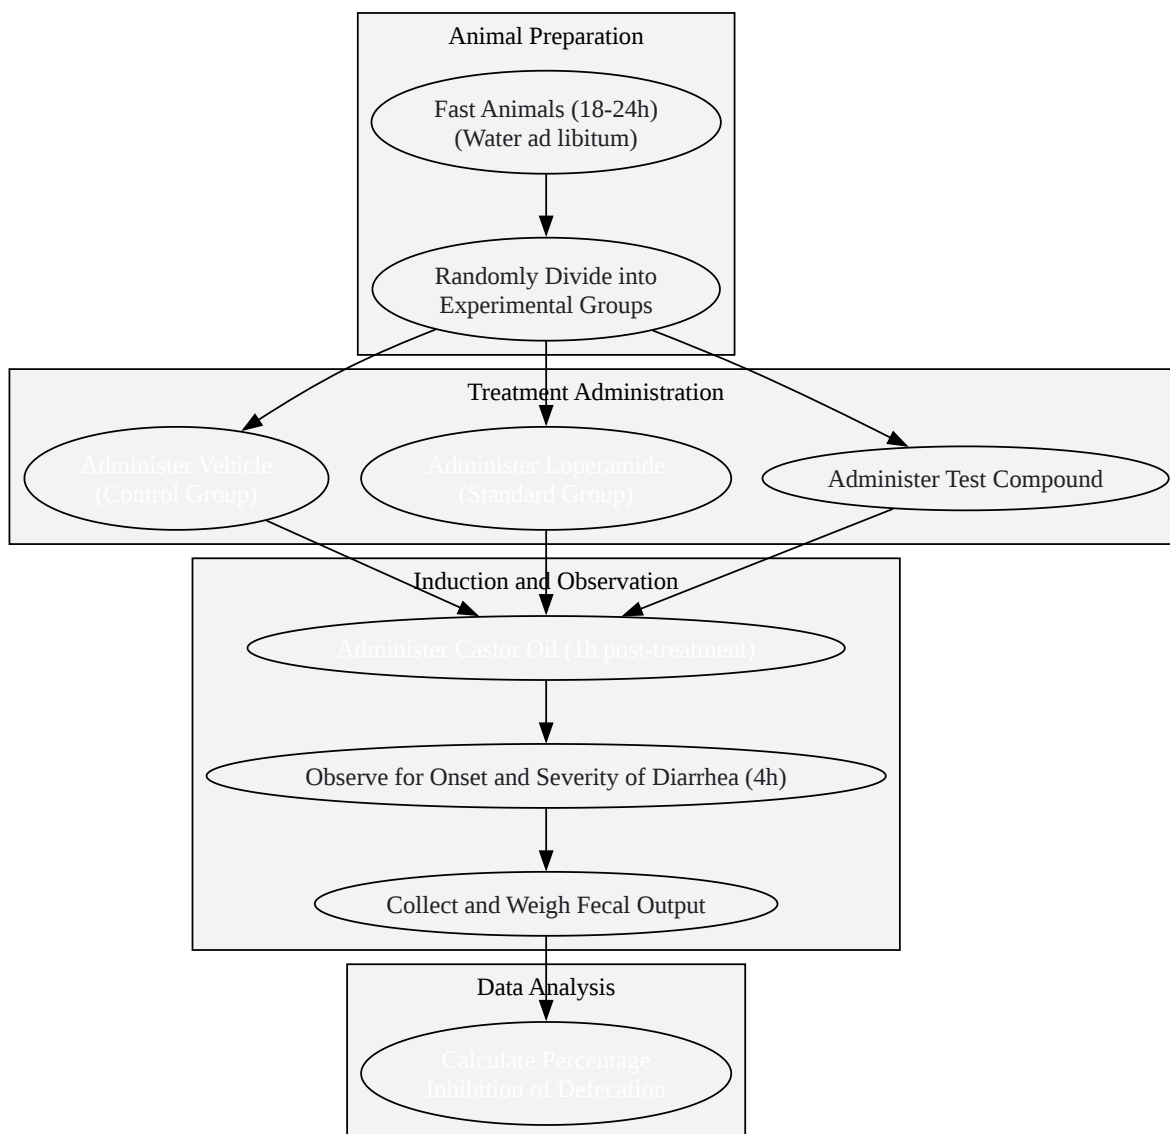 Animal Preparation
Fast Animals (18-24h)
(Water ad libitum)
Randomly Divide into
Experimental Groups
Treatment Administration
Administer Vehicle
(Control Group)
Administer Loperamide
(Standard Group)
Administer Test Compound
Induction and Observation
Administer Castor Oil (1h post-treatment)
Observe for Onset and Severity of Diarrhea (4h)
Collect and Weigh Fecal Output
Data Analysis
Calculate Percentage
Inhibition of Defecation